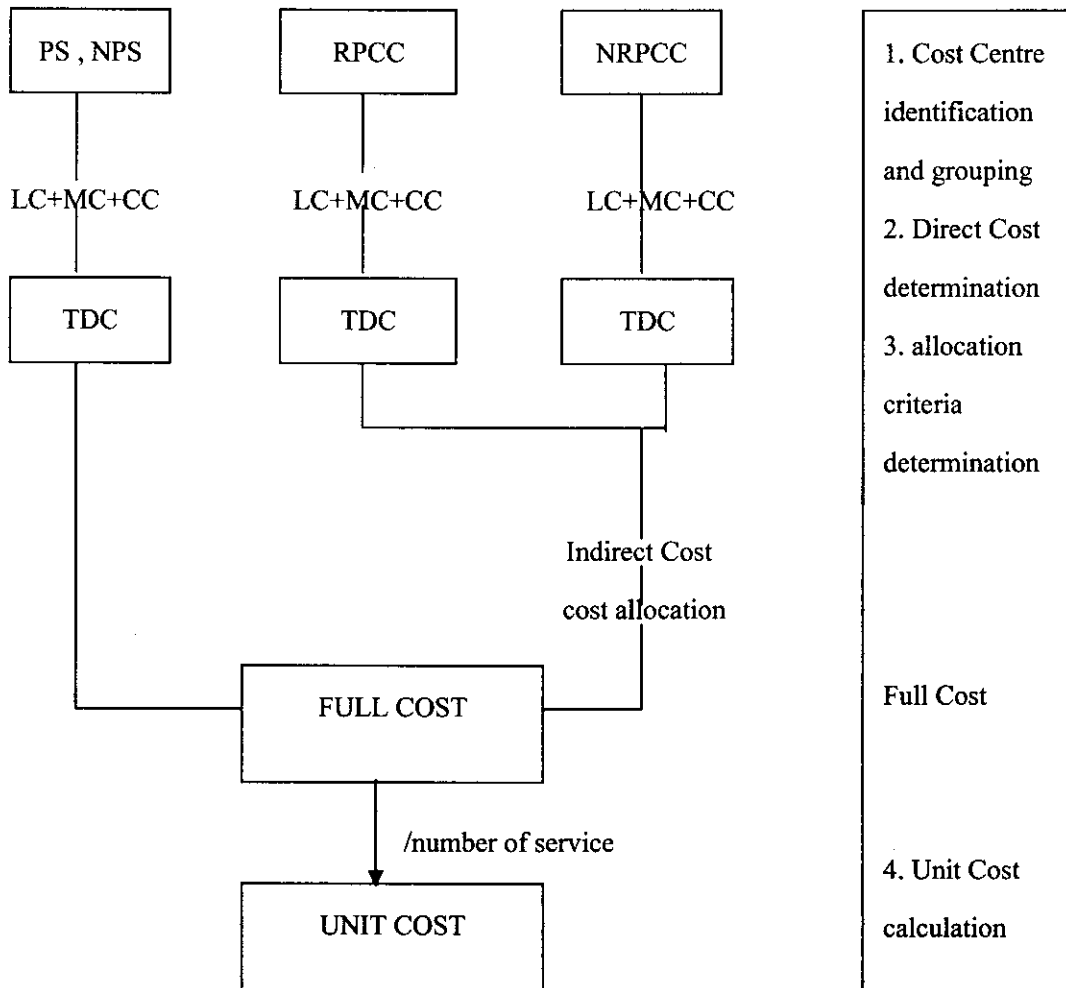 PS , NPS
RPCC
NRPCC
LC+MC+CC
LC+MC+CC
LC+MC+CC
TDC
TDC
TDC
Indirect Cost
cost allocation
FULL COST
/number of service
UNIT COST
1. Cost Centre
identification
and grouping
2. Direct Cost
determination
3. allocation
criteria
determination
Full Cost
4. Unit Cost
calculation